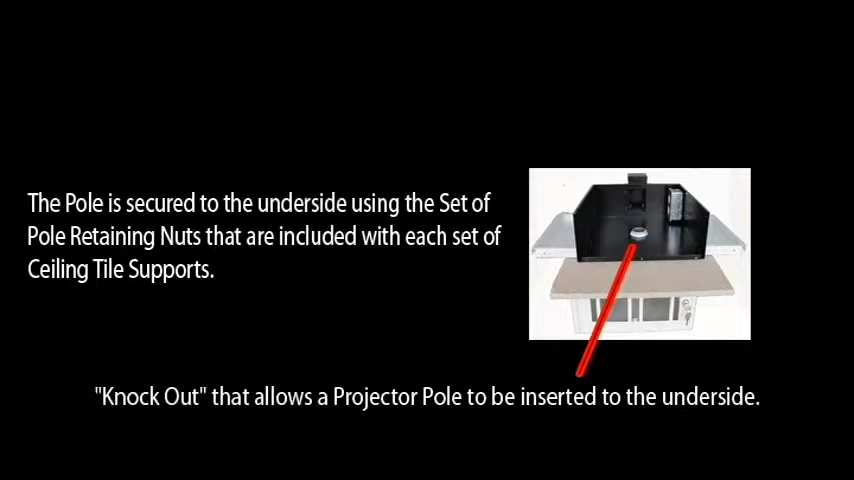 The Pole is secured to the underside using the Set of
Pole Retaining Nuts that are included with each set of
Ceiling Tile Supports.
"Knock Out" that allows a Projector Pole to be inserted to the underside.